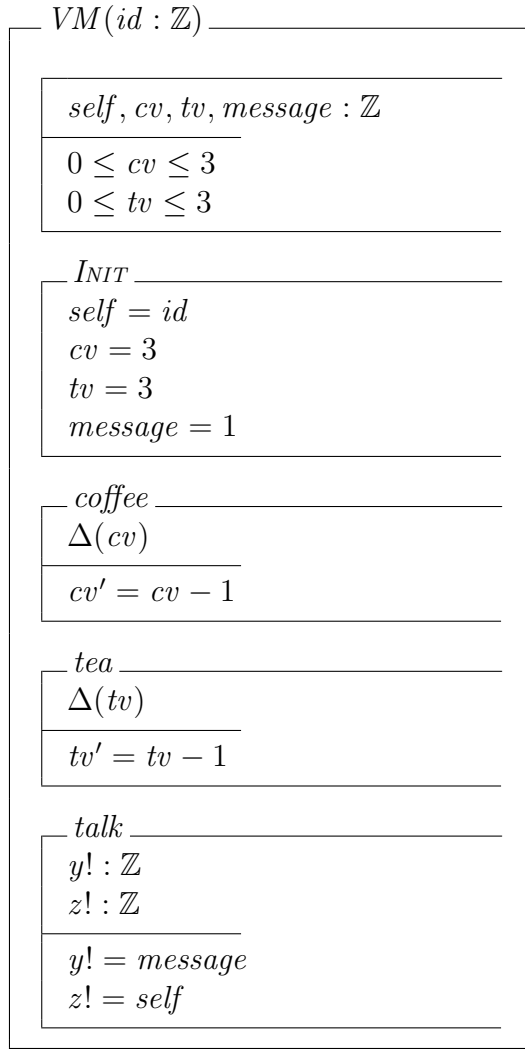 VM(id : ℤ)
self, cv, tv, message : ℤ
0 ≤ cv ≤ 3
0 ≤ tv ≤ 3
INIT
self = id
cv = 3
tv = 3
message = 1
coffee
Δ(cv)
cv′ = cv − 1
tea
Δ(tv)
tv′ = tv − 1
talk
y! : ℤ
z! : ℤ
y! = message
z! = self